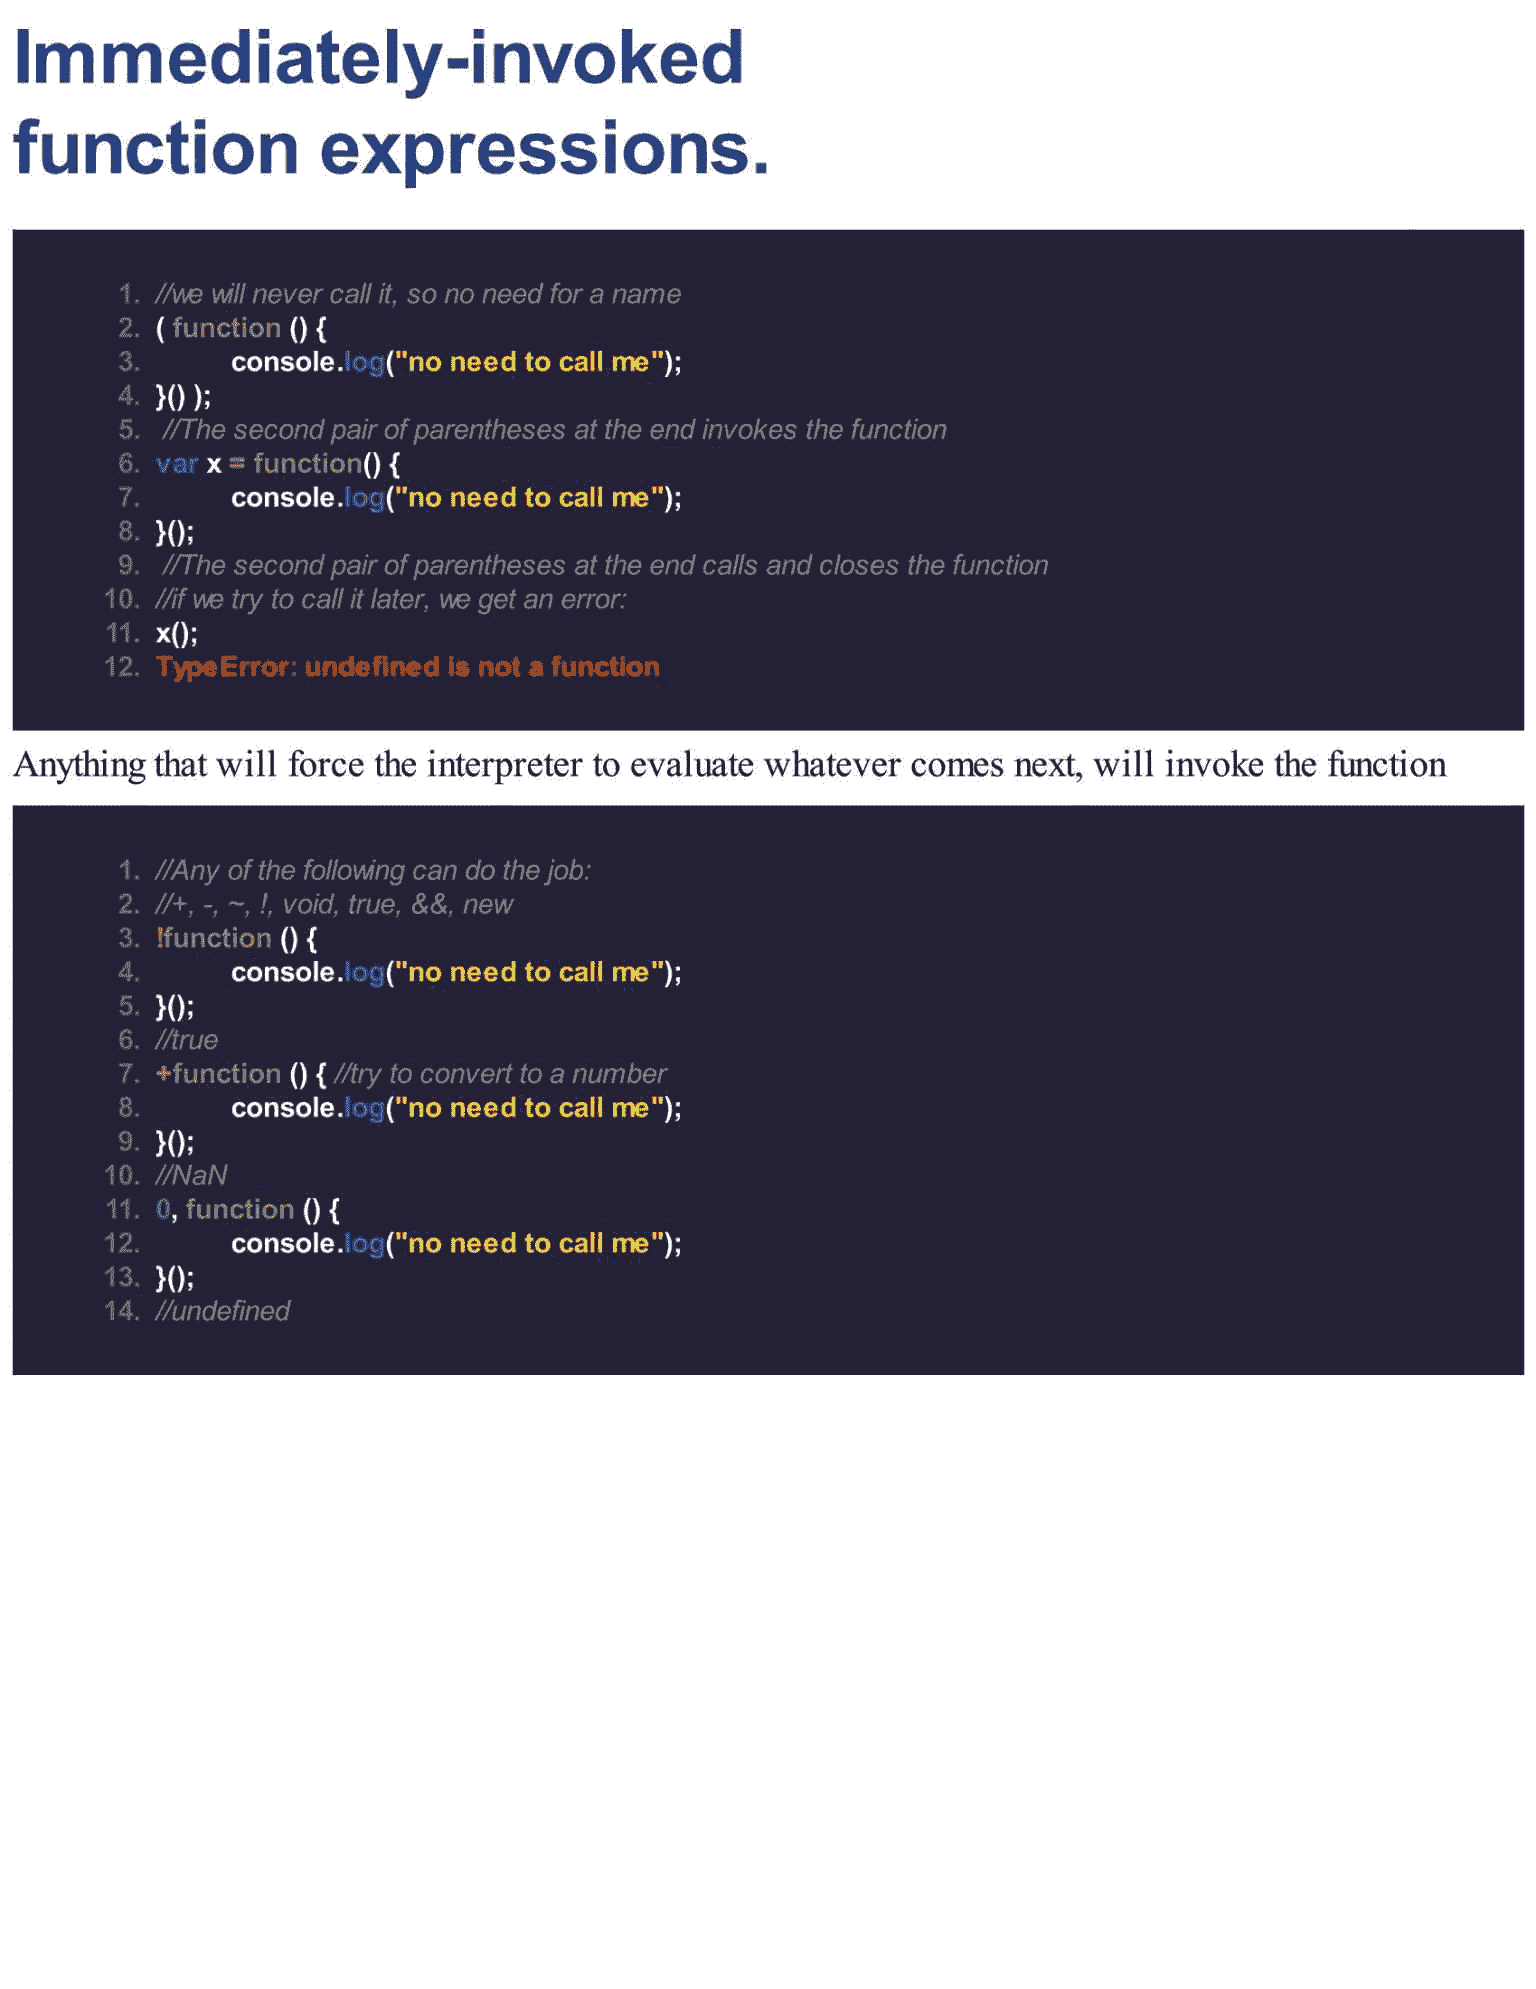 Immediately-invoked
function expressions.
1. //we will never call it, so no need for a name
2. ( function () {
3. console.log("no need to call me");
4. }() );
5. //The second pair of parentheses at the end invokes the function
6. var x = function() {
7. console.log("no need to call me");
8. }();
9. //The second pair of parentheses at the end calls and closes the function
10. //if we try to call it later, we get an error:
11. x();
12. TypeError: undefined is not a function
Anything that will force the interpreter to evaluate whatever comes next, will invoke the function
1. //Any of the following can do the job:
2. //+, -, ~, !, void, true, &&, new
3. !function () {
4. console.log("no need to call me");
5. }();
6. //true
7. +function () { //try to convert to a number
8. console.log("no need to call me");
9. }();
10. //NaN
11. 0, function () {
12. console.log("no need to call me");
13. }();
14. //undefined